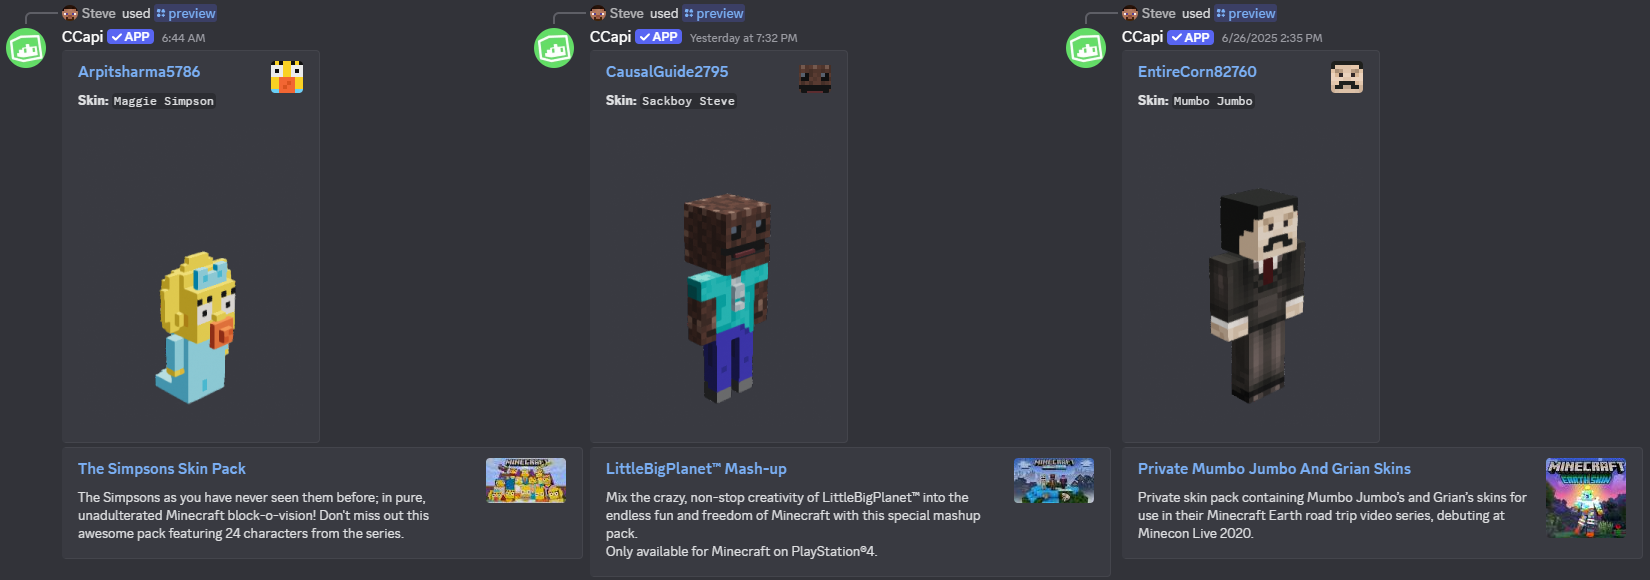 Steve used preview
CCapi ✓ APP 6:44 AM
Arpitsharma5786
Skin: Maggie Simpson
The Simpsons Skin Pack
The Simpsons as you have never seen them before; in pure,
unadulterated Minecraft block-o-vision! Don't miss out this
awesome pack featuring 24 characters from the series.
MINECRAFT
Steve used preview
CCapi ✓ APP Yesterday at 7:32 PM
CausalGuide2795
Skin: Sackboy Steve
LittleBigPlanet™ Mash-up
Mix the crazy, non-stop creativity of LittleBigPlanet™ into the
endless fun and freedom of Minecraft with this special mashup
pack.
Only available for Minecraft on PlayStation®4.
MINECRAFT
Steve used preview
CCapi ✓ APP 6/26/2025 2:35 PM
EntireCorn82760
Skin: Mumbo Jumbo
Private Mumbo Jumbo And Grian Skins
Private skin pack containing Mumbo Jumbo's and Grian's skins for
use in their Minecraft Earth road trip video series, debuting at
Minecon Live 2020.
MINECRAFT
EARTH SKIN